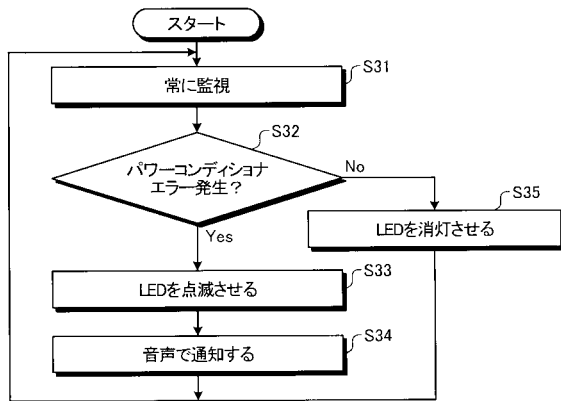 スタート
常に監視
S31
S32
パワーコンディショナ
エラー発生？
No
Yes
S35
LEDを消灯させる
S33
LEDを点滅させる
S34
音声で通知する